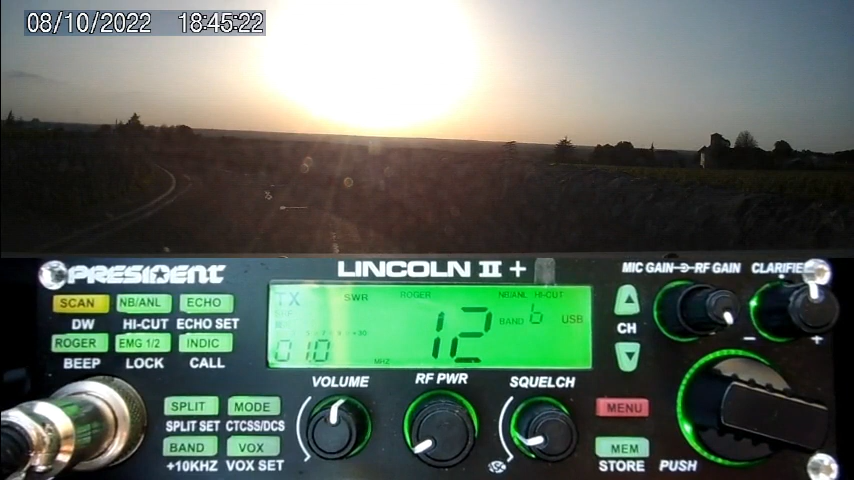 08/10/2022 18:45:22
PRESIDENT LINCOLN II + MIC GAIN RF GAIN CLARIFIER
SCAN NB/ANL ECHO
DW HI-CUT ECHO SET
ROGER EMG 1/2 INDIC
BEEP LOCK CALL
TX SWR ROGER NB/ANL HI-CUT
12 BAND 6 USB
010 MHZ
CH
- +
VOLUME RF PWR SQUELCH
SPLIT MODE
SPLIT SET CTCSS/DCS
BAND VOX
+10KHZ VOX SET
MENU
MEM
STORE PUSH